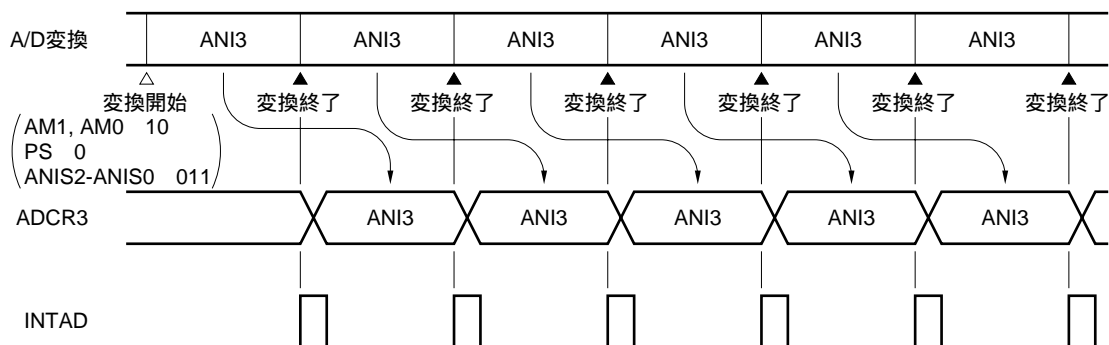 A/D変換 ANI3 ANI3 ANI3 ANI3 ANI3 ANI3
変換開始 変換終了 変換終了 変換終了 変換終了 変換終了 変換終了
AM1, AM0 10
PS 0
ANIS2-ANIS0 011
ADCR3 ANI3 ANI3 ANI3 ANI3 ANI3
INTAD